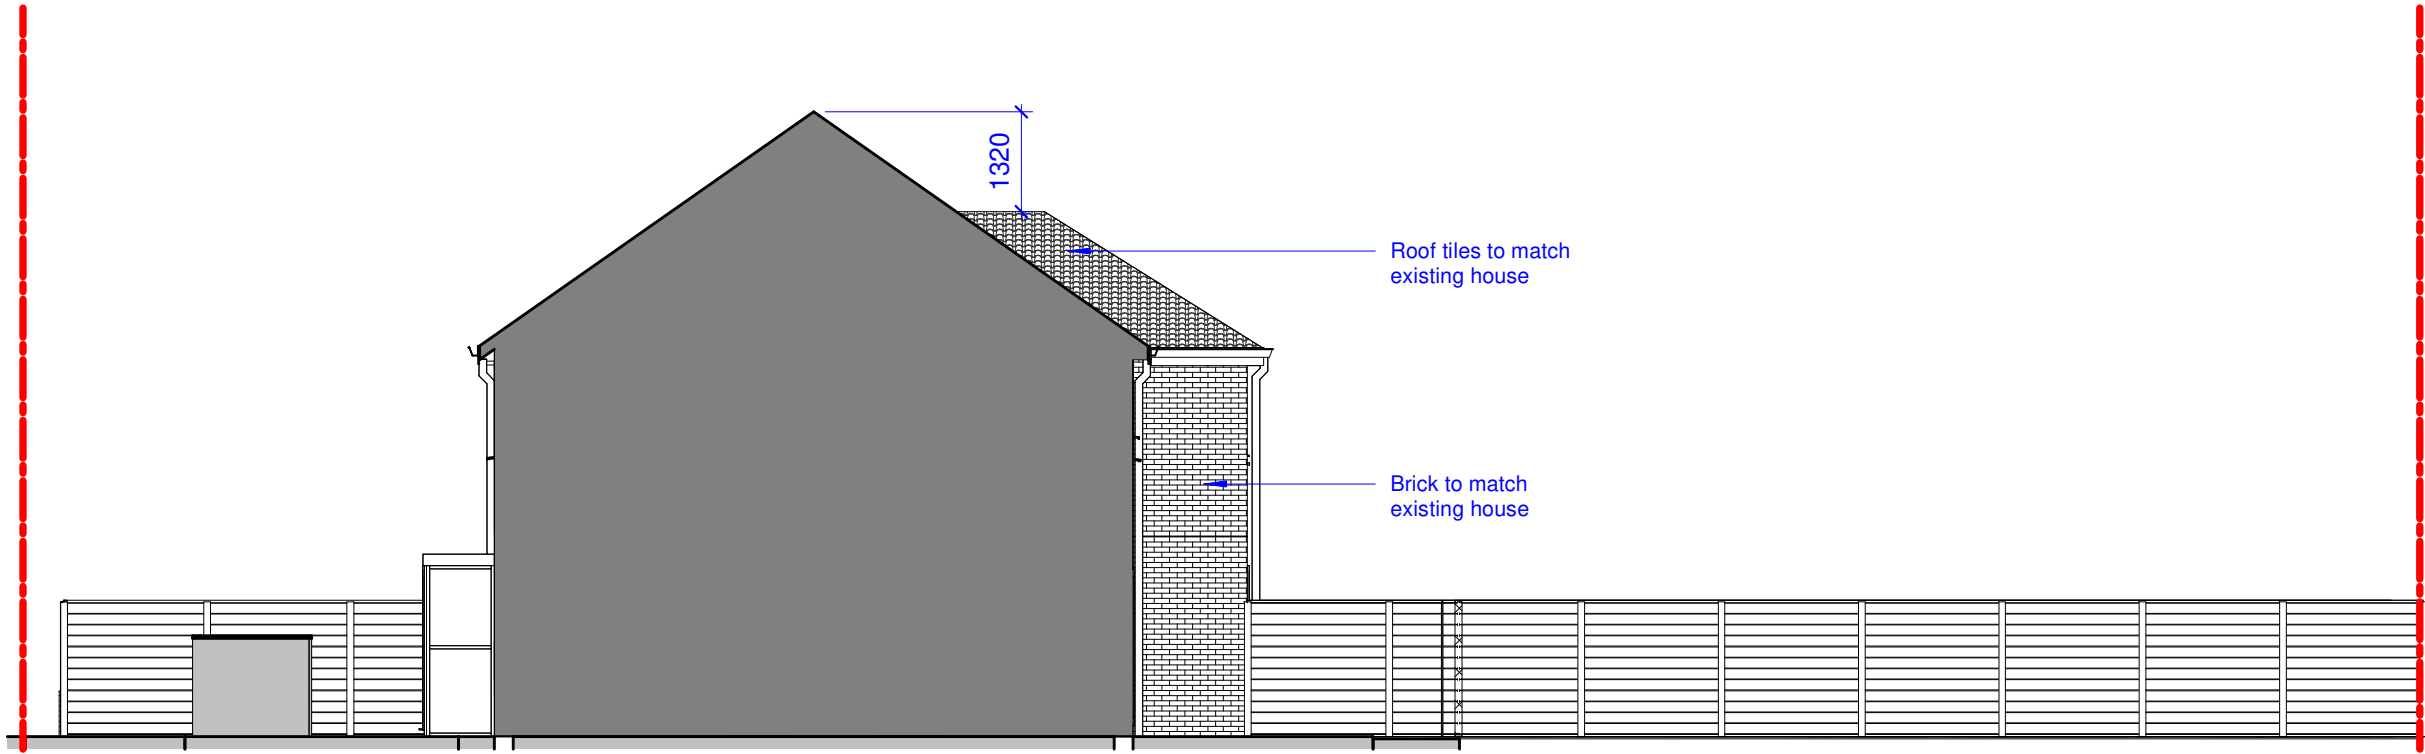 1320
Roof tiles to match
existing house
Brick to match
existing house